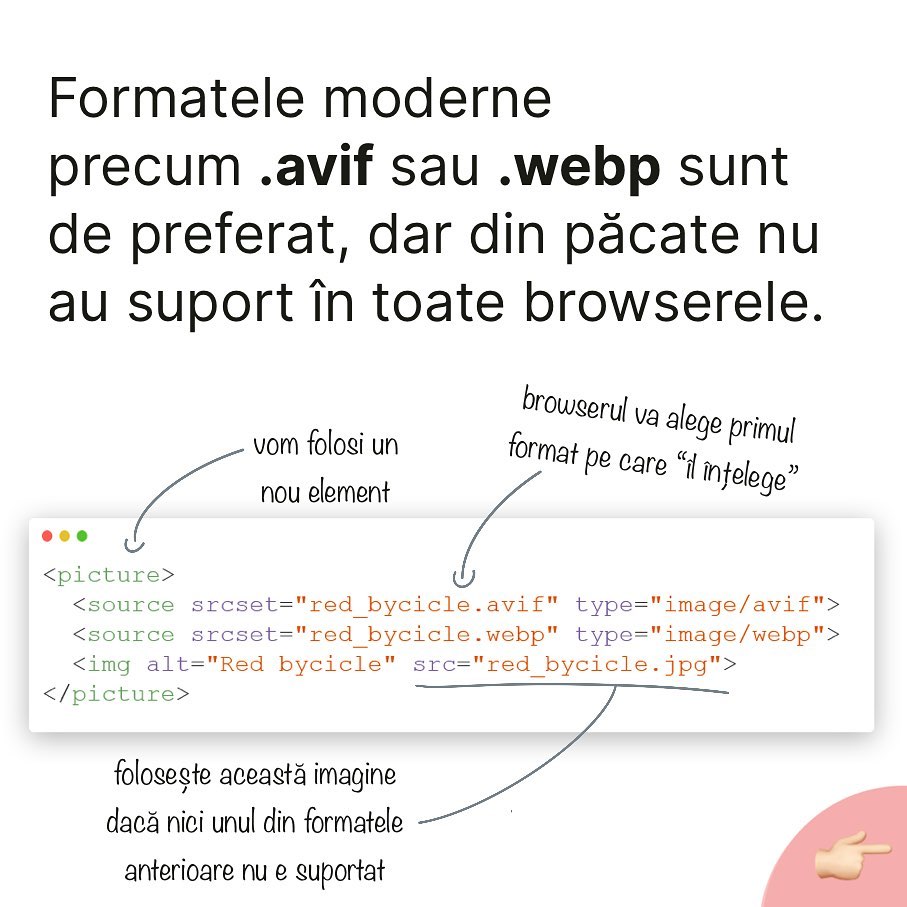 Formatele moderne
precum .avif sau .webp sunt
de preferat, dar din păcate nu
au suport în toate browserele.
browserul va alege primul
format pe care “îl înțelege”
vom folosi un
nou element
<picture>
<source srcset="red_bycicle.avif" type="image/avif">
<source srcset="red_bycicle.webp" type="image/webp">
<img alt="Red bycicle" src="red_bycicle.jpg">
</picture>
folosește această imagine
dacă nici unul din formatele
anterioare nu e suportat